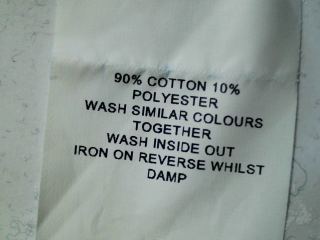 90% COTTON 10%
POLYESTER
WASH SIMILAR COLOURS
TOGETHER
WASH INSIDE OUT
IRON ON REVERSE WHILST
DAMP